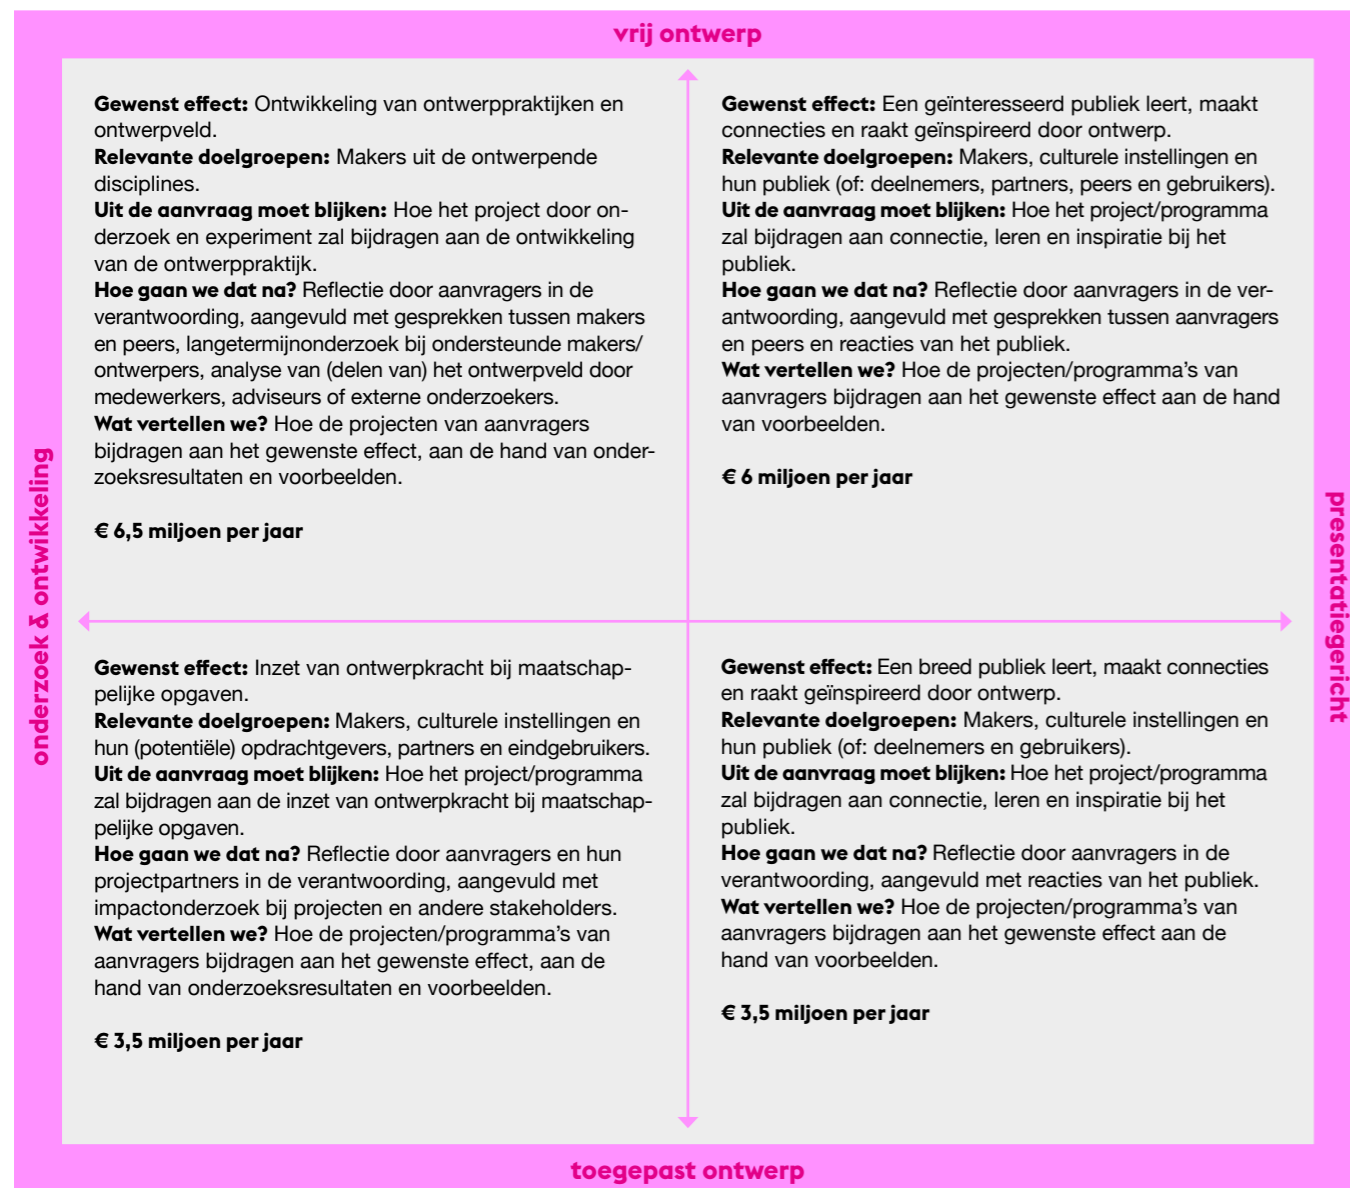 vrij ontwerp
onderzoek & ontwikkeling
Gewenst effect: Ontwikkeling van ontwerppraktijken en
ontwerpveld.
Relevante doelgroepen: Makers uit de ontwerpende
disciplines.
Uit de aanvraag moet blijken: Hoe het project door on-
derzoek en experiment zal bijdragen aan de ontwikkeling
van de ontwerppraktijk.
Hoe gaan we dat na? Reflectie door aanvragers in de
verantwoording, aangevuld met gesprekken tussen makers
en peers, langetermijnonderzoek bij ondersteunde makers/
ontwerpers, analyse van (delen van) het ontwerpveld door
medewerkers, adviseurs of externe onderzoekers.
Wat vertellen we? Hoe de projecten van aanvragers
bijdragen aan het gewenste effect, aan de hand van onder-
zoeksresultaten en voorbeelden.
€ 6,5 miljoen per jaar
Gewenst effect: Een geïnteresseerd publiek leert, maakt
connecties en raakt geïnspireerd door ontwerp.
Relevante doelgroepen: Makers, culturele instellingen en
hun publiek (of: deelnemers, partners, peers en gebruikers).
Uit de aanvraag moet blijken: Hoe het project/programma
zal bijdragen aan connectie, leren en inspiratie bij het
publiek.
Hoe gaan we dat na? Reflectie door aanvragers in de ver-
antwoording, aangevuld met gesprekken tussen aanvragers
en peers en reacties van het publiek.
Wat vertellen we? Hoe de projecten/programma's van
aanvragers bijdragen aan het gewenste effect aan de hand
van voorbeelden.
€ 6 miljoen per jaar
Gewenst effect: Inzet van ontwerpkracht bij maatschap-
pelijke opgaven.
Relevante doelgroepen: Makers, culturele instellingen en
hun (potentiële) opdrachtgevers, partners en eindgebruikers.
Uit de aanvraag moet blijken: Hoe het project/programma
zal bijdragen aan de inzet van ontwerpkracht bij maatschap-
pelijke opgaven.
Hoe gaan we dat na? Reflectie door aanvragers en hun
projectpartners in de verantwoording, aangevuld met
impactonderzoek bij projecten en andere stakeholders.
Wat vertellen we? Hoe de projecten/programma's van
aanvragers bijdragen aan het gewenste effect, aan de
hand van onderzoeksresultaten en voorbeelden.
€ 3,5 miljoen per jaar
Gewenst effect: Een breed publiek leert, maakt connecties
en raakt geïnspireerd door ontwerp.
Relevante doelgroepen: Makers, culturele instellingen en
hun publiek (of: deelnemers en gebruikers).
Uit de aanvraag moet blijken: Hoe het project/programma
zal bijdragen aan connectie, leren en inspiratie bij het
publiek.
Hoe gaan we dat na? Reflectie door aanvragers in de
verantwoording, aangevuld met reacties van het publiek.
Wat vertellen we? Hoe de projecten/programma's van
aanvragers bijdragen aan het gewenste effect aan de
hand van voorbeelden.
€ 3,5 miljoen per jaar
presentatiegericht
toegepast ontwerp